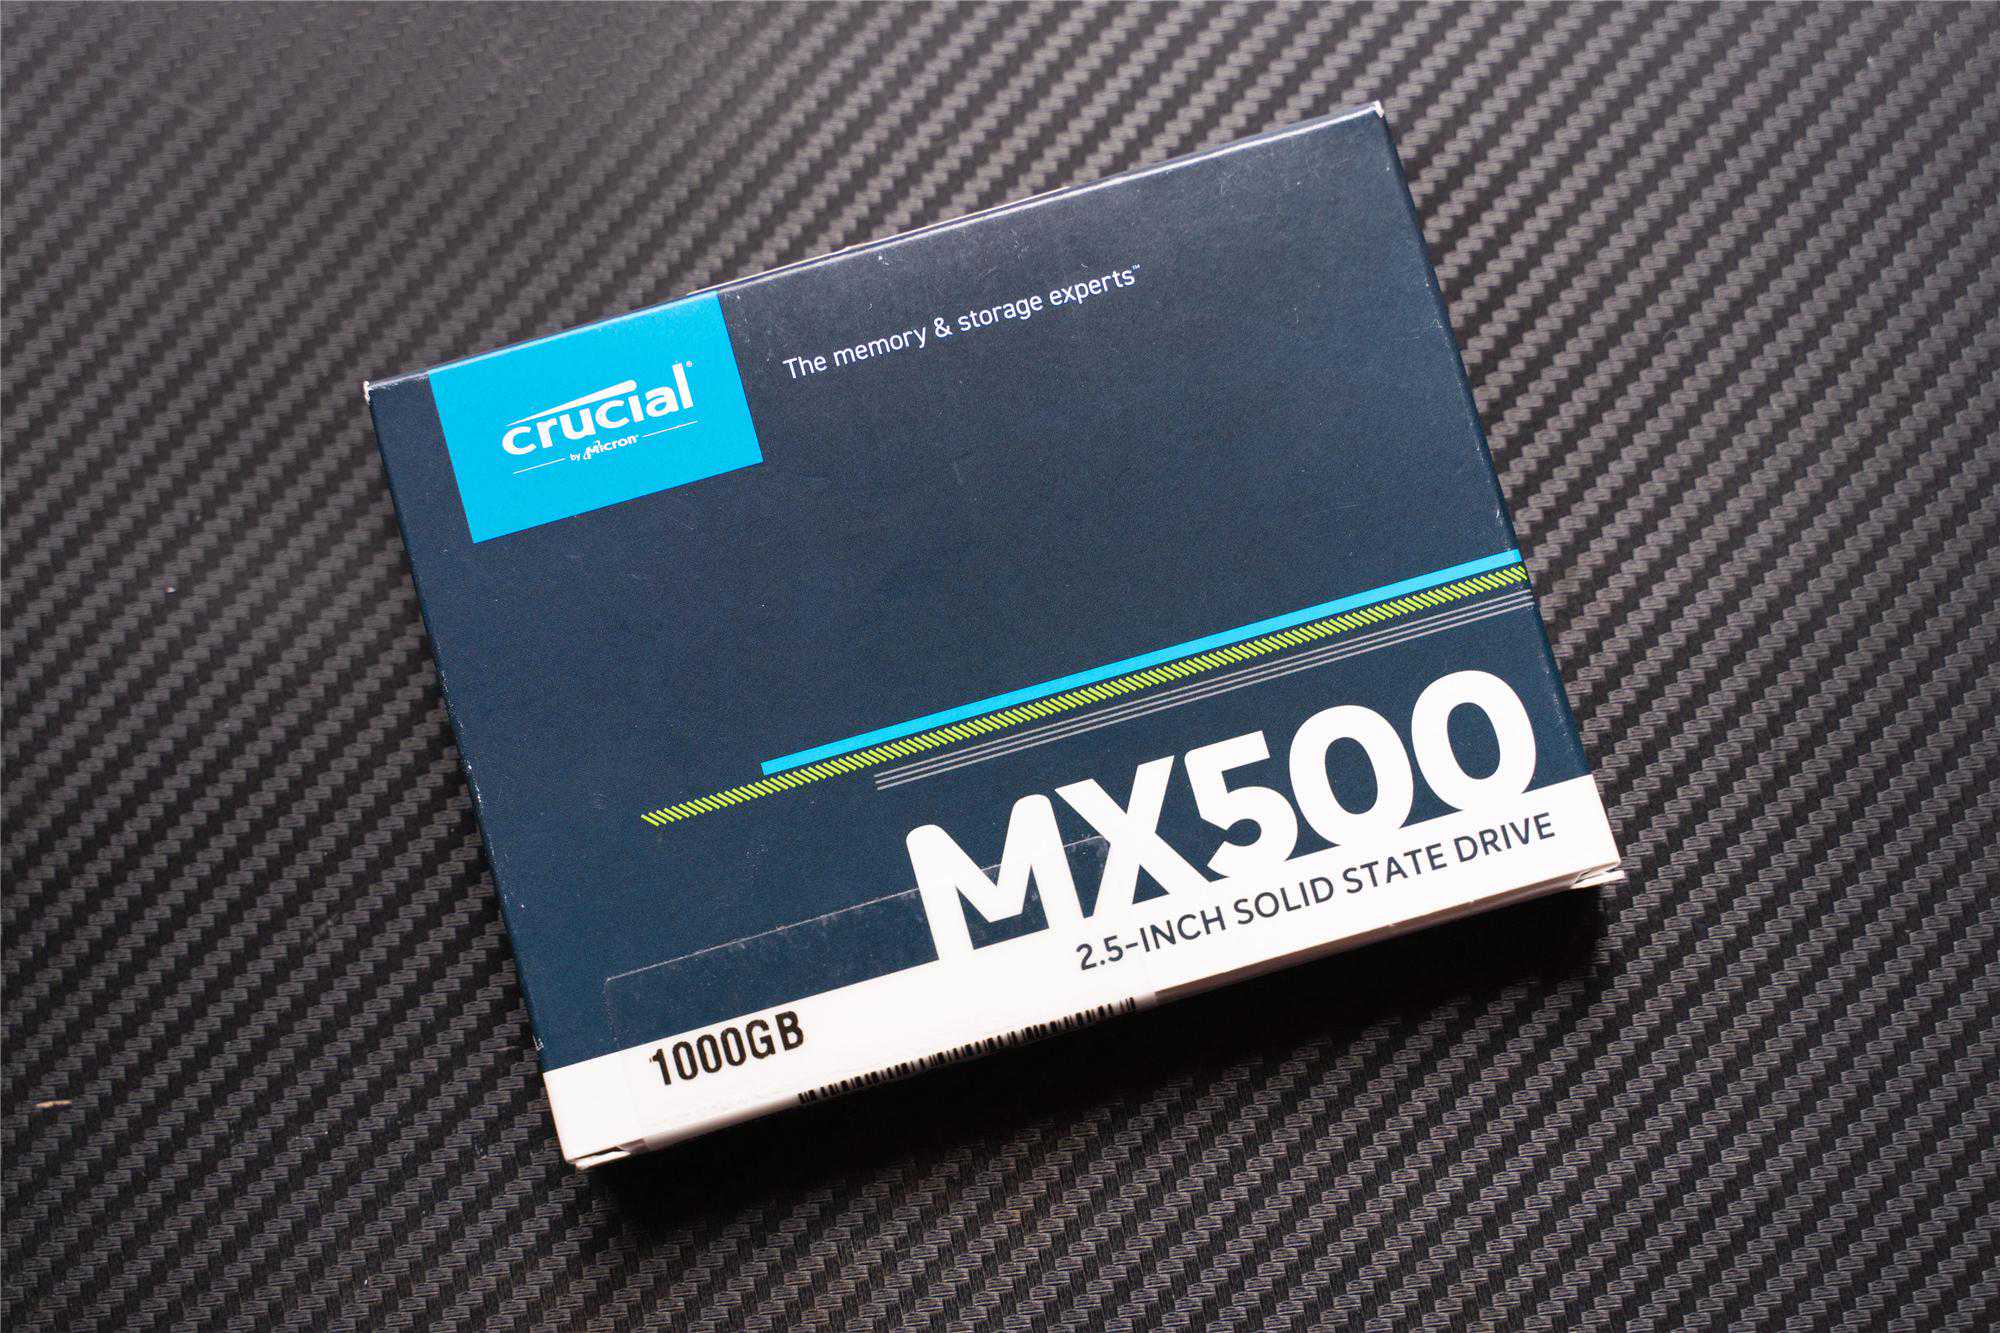 The memory & storage experts™
crucial®
by Micron®
MX500
2.5-INCH SOLID STATE DRIVE
1000GB